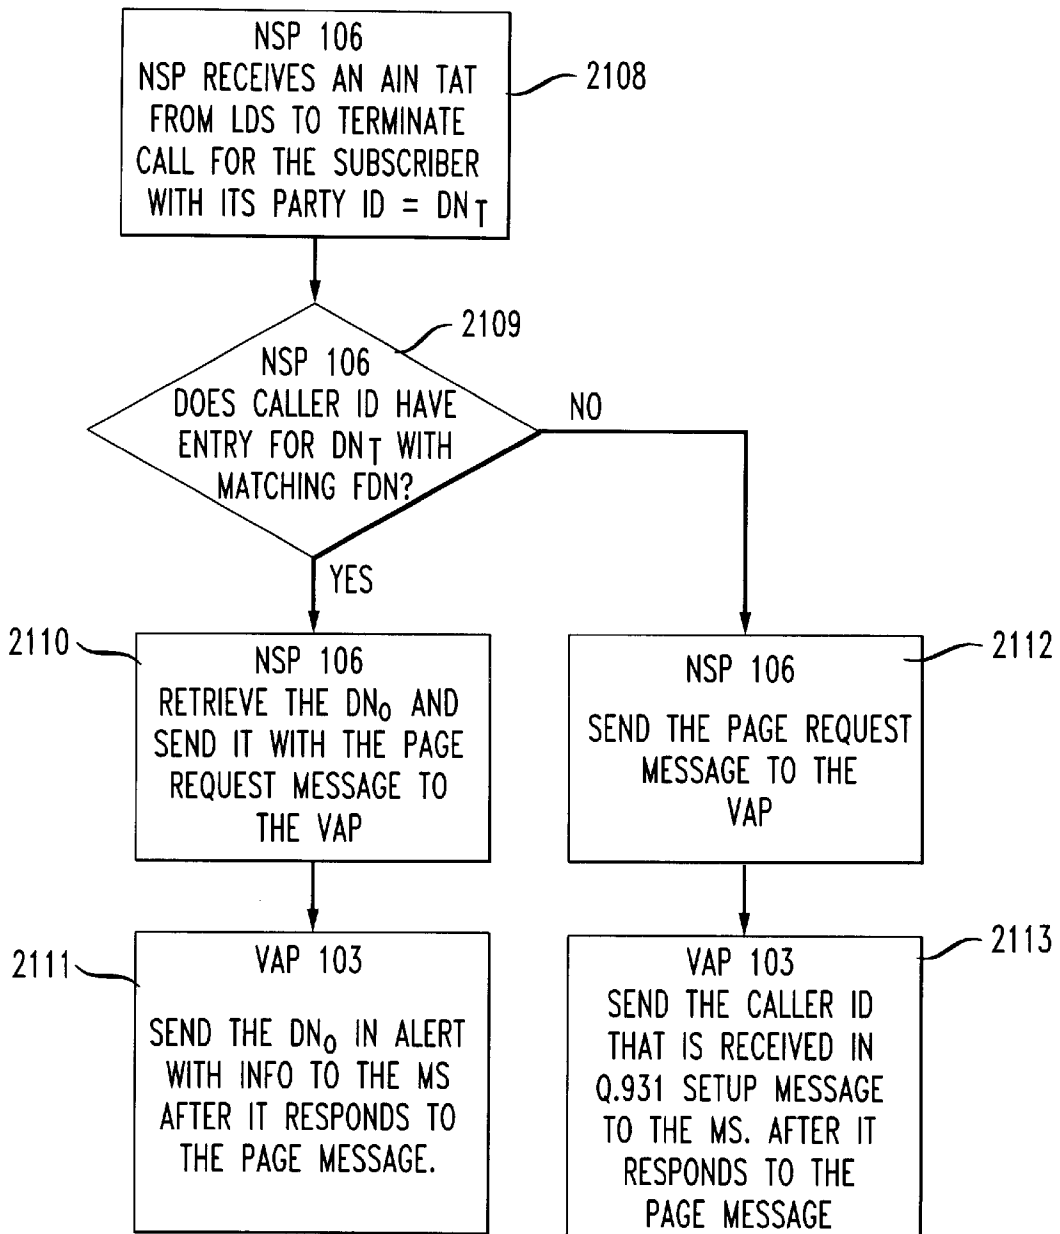 NSP 106
NSP RECEIVES AN AIN TAT
FROM LDS TO TERMINATE
CALL FOR THE SUBSCRIBER
WITH ITS PARTY ID = DNT
2108
2109
NSP 106
DOES CALLER ID HAVE
ENTRY FOR DNT WITH
MATCHING FDN?
NO
YES
2110
NSP 106
RETRIEVE THE DNO AND
SEND IT WITH THE PAGE
REQUEST MESSAGE TO
THE VAP
2112
NSP 106
SEND THE PAGE REQUEST
MESSAGE TO THE
VAP
2111
VAP 103
SEND THE DNO IN ALERT
WITH INFO TO THE MS
AFTER IT RESPONDS TO
THE PAGE MESSAGE.
2113
VAP 103
SEND THE CALLER ID
THAT IS RECEIVED IN
Q.931 SETUP MESSAGE
TO THE MS. AFTER IT
RESPONDS TO THE
PAGE MESSAGE